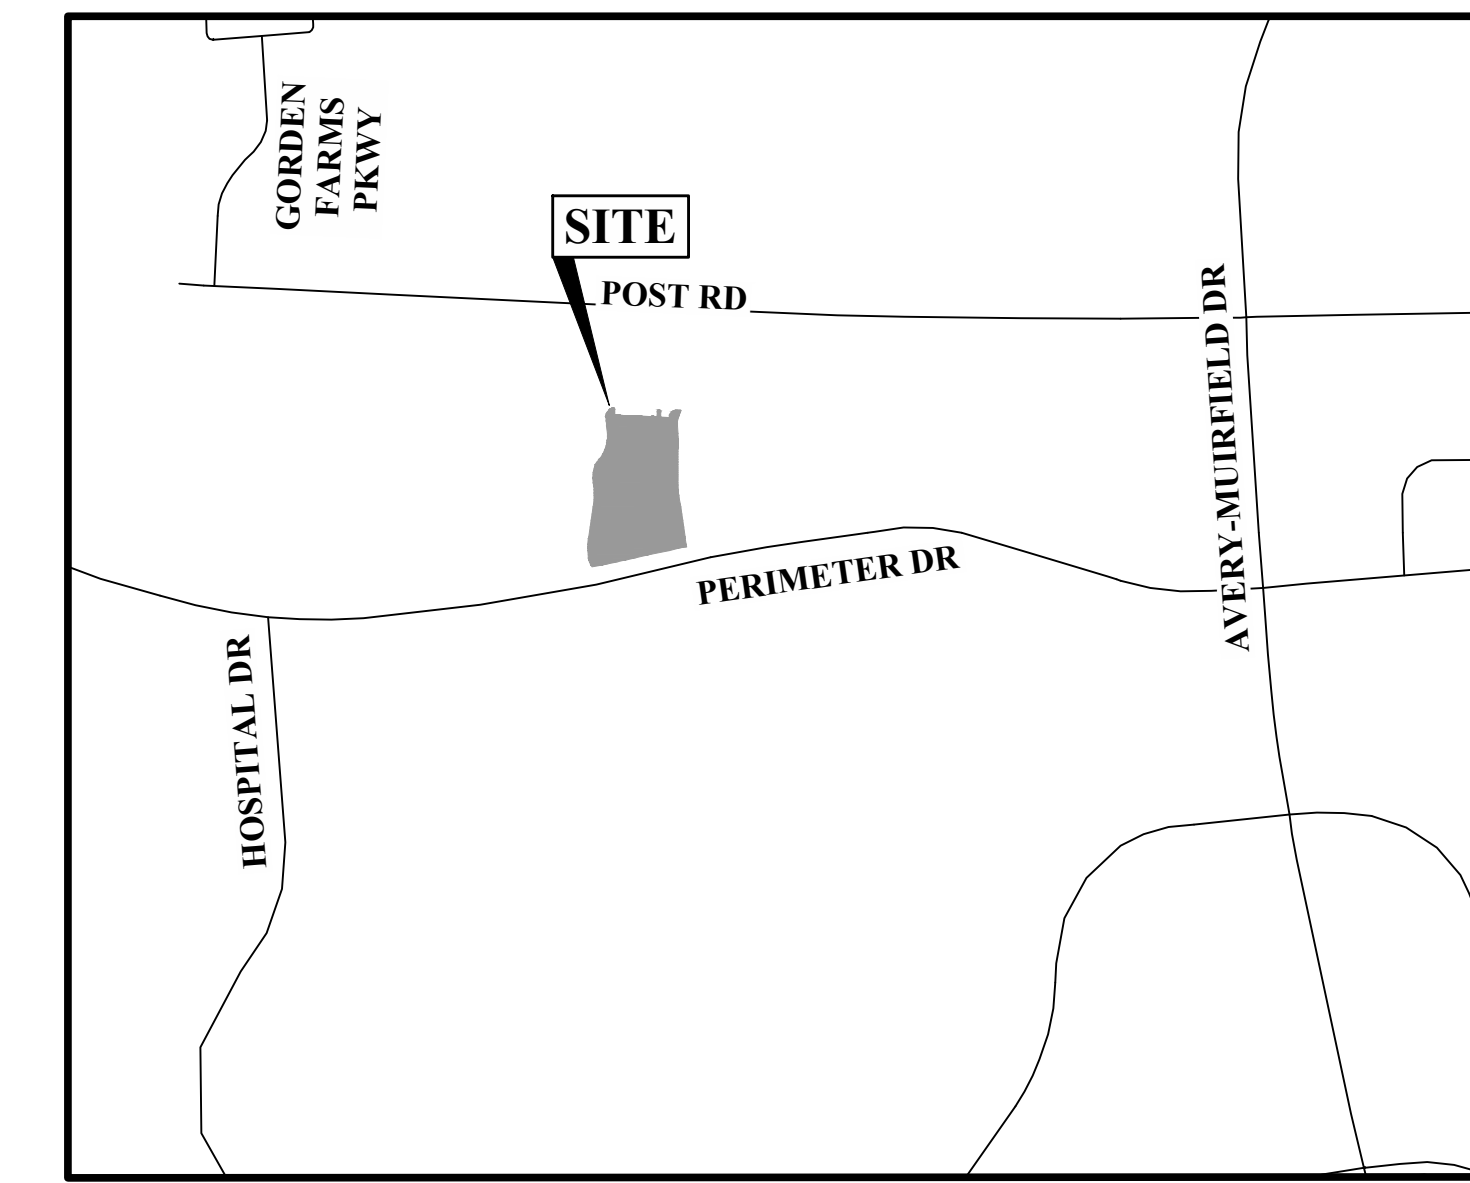 GORDEN
FARMS
PKWY
SITE
POST RD
AVERY-MUIRFIELD DR
PERIMETER DR
HOSPITAL DR